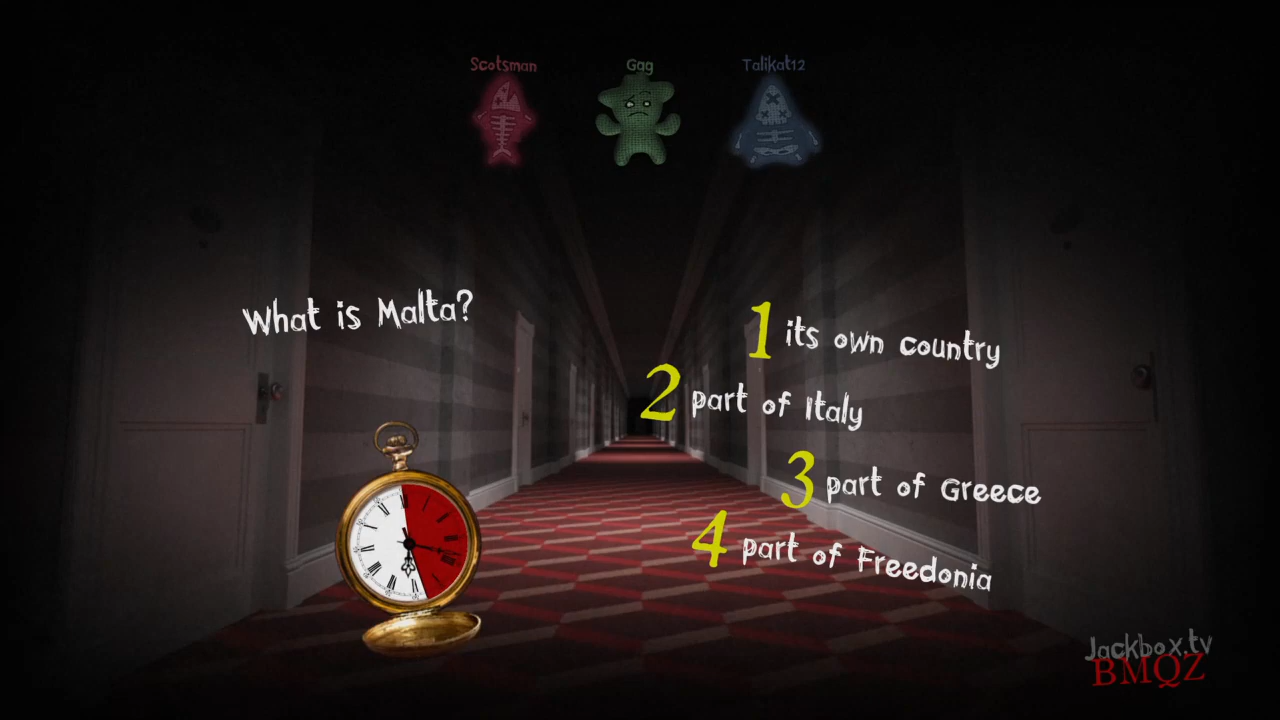 Scotsman Gag Talikat12
What is Malta?
1 its own country
2 part of Italy
3 part of Greece
4 part of Freedonia
Jackbox.tv
BMQZ